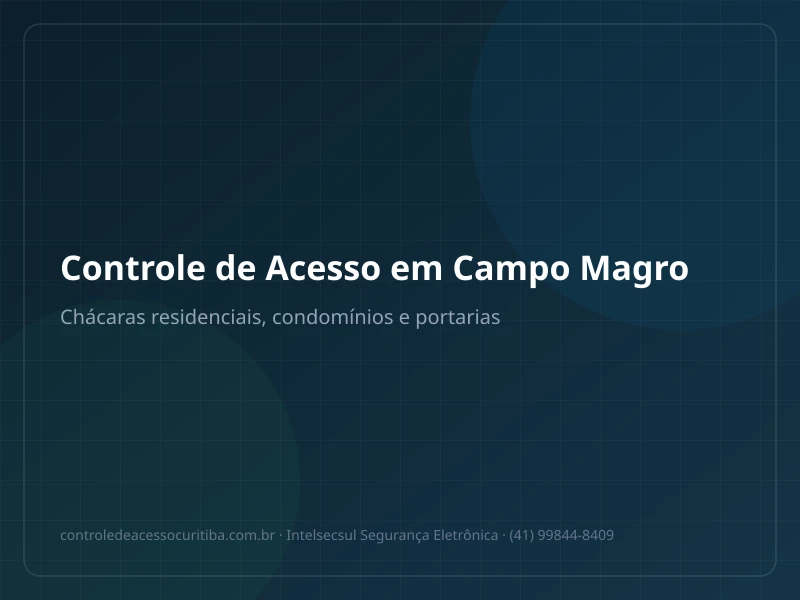 Controle de Acesso em Campo Magro
Chácaras residenciais, condomínios e portarias
controledeacessocuritiba.com.br · Intelsecsul Segurança Eletrônica · (41) 99844-8409